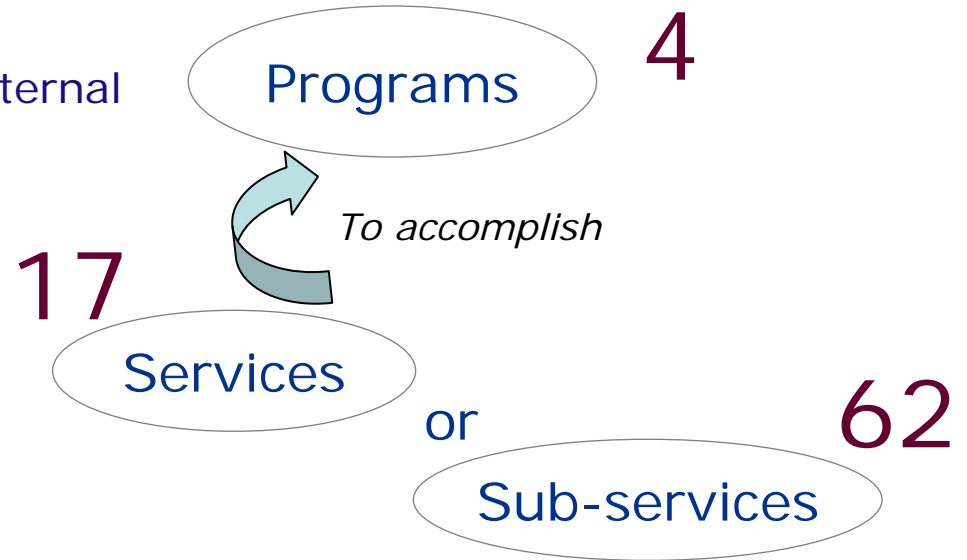 4
ternal Programs
To accomplish
17
Services
or
62
Sub-services